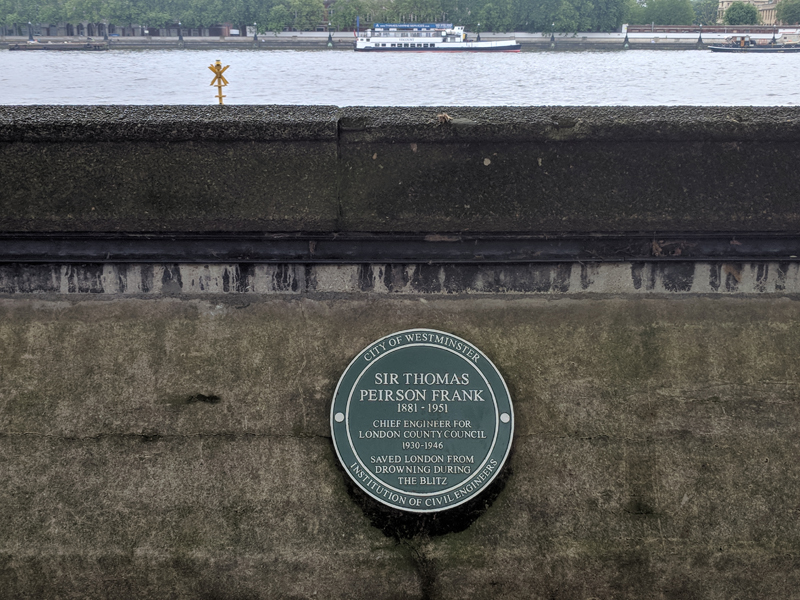 CITY OF WESTMINSTER
SIR THOMAS
PEIRSON FRANK
1881 - 1951
CHIEF ENGINEER FOR
LONDON COUNTY COUNCIL
1930-1946
SAVED LONDON FROM
DROWNING DURING
THE BLITZ
INSTITUTION OF CIVIL ENGINEERS